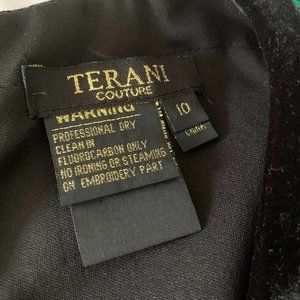 TERANI
COUTURE
WARNING
10
PROFESSIONAL DRY
CLEAN IN
FLUOROCARBON ONLY
NO IRONING OR STEAMING
ON EMBROIDERY PART